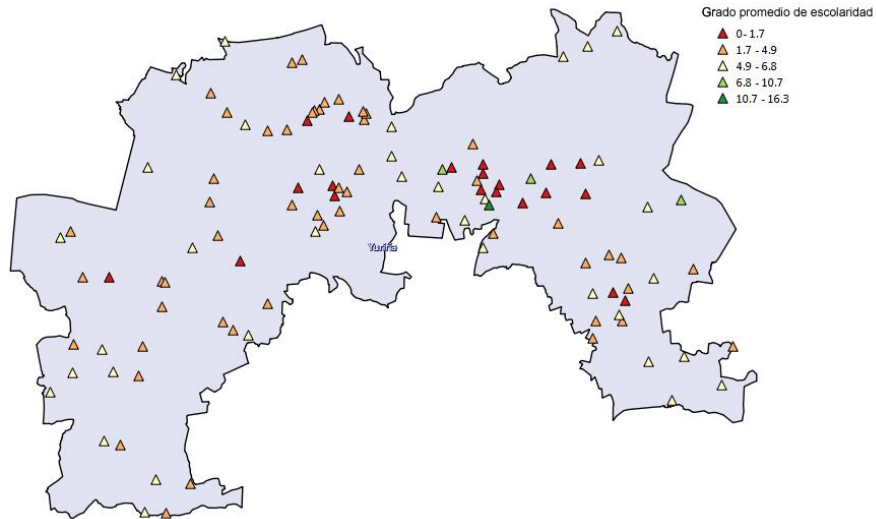 Grado promedio de escolaridad
0- 1.7
1.7 - 4.9
4.9 - 6.8
6.8 - 10.7
10.7 - 16.3
Yuriria